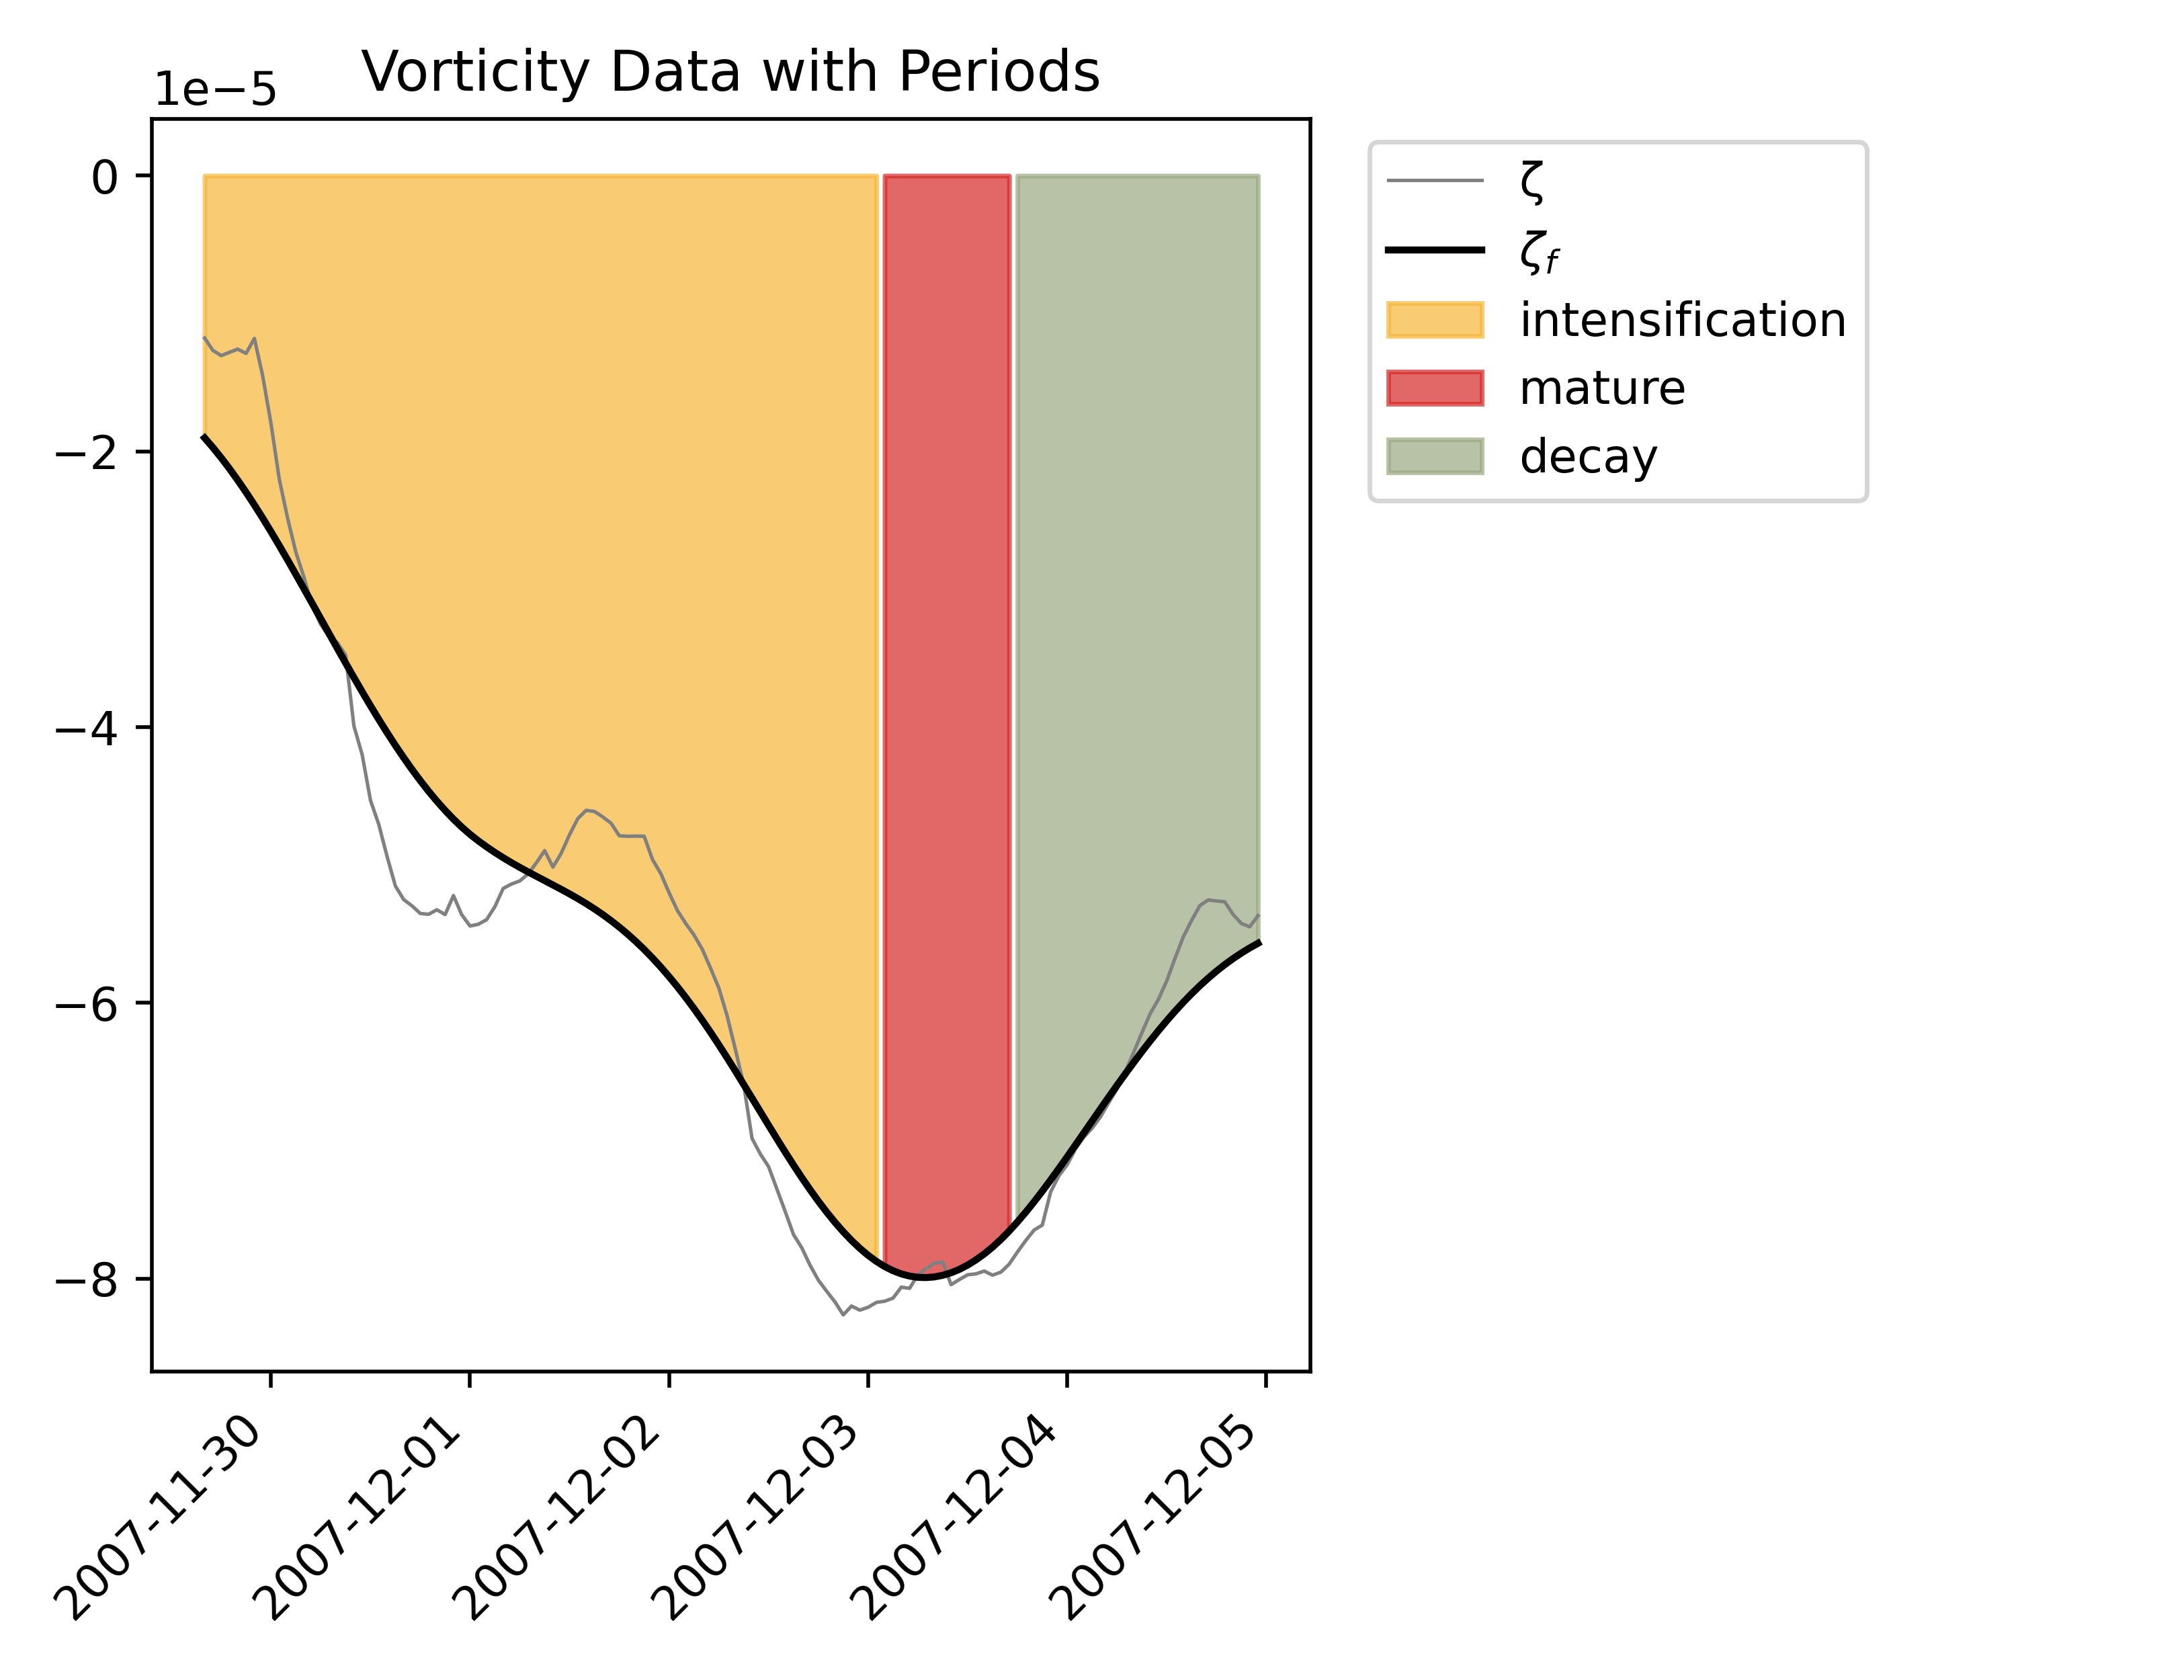 Vorticity Data with Periods
1e−5
0
−2
−4
−6
−8
2007-11-30
2007-12-01
2007-12-02
2007-12-03
2007-12-04
2007-12-05
ζ
ζf
intensification
mature
decay